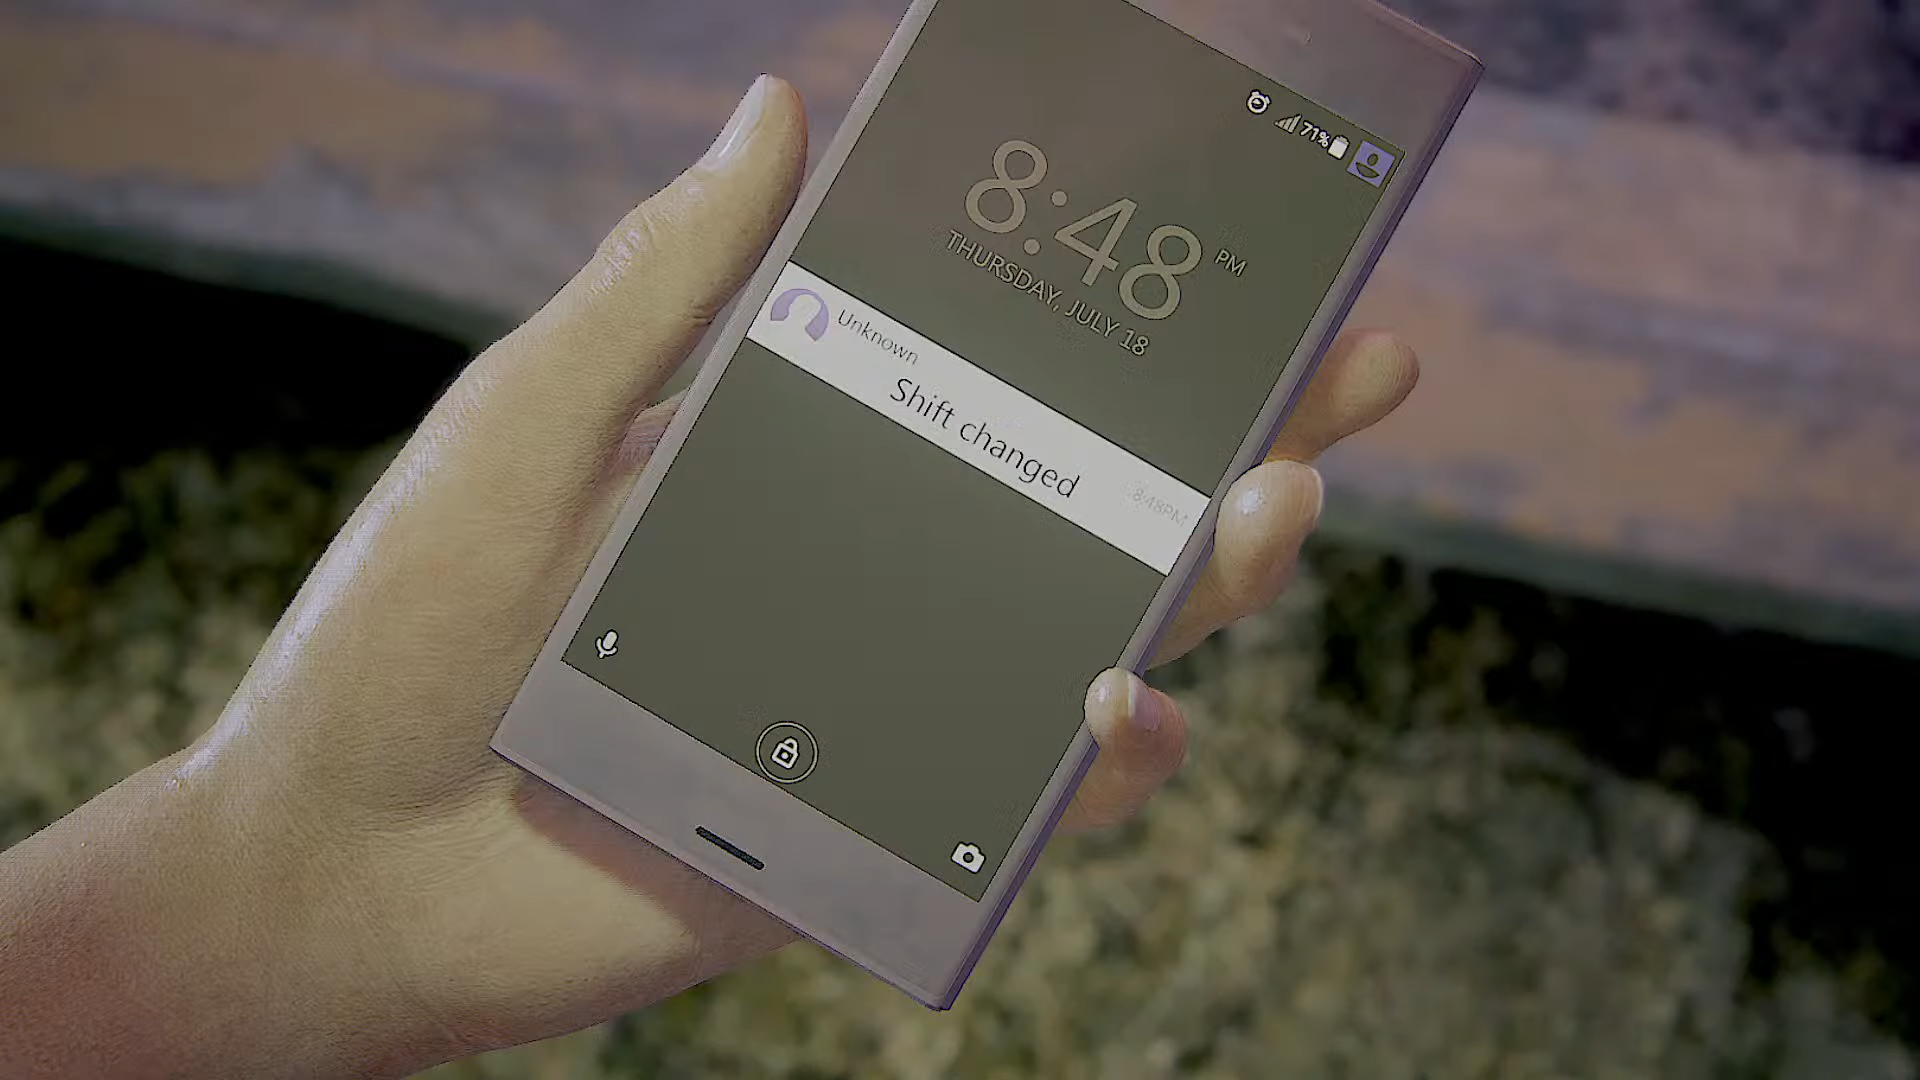 71%
8:48 PM
THURSDAY, JULY 18
Unknown
Shift changed
8:48PM